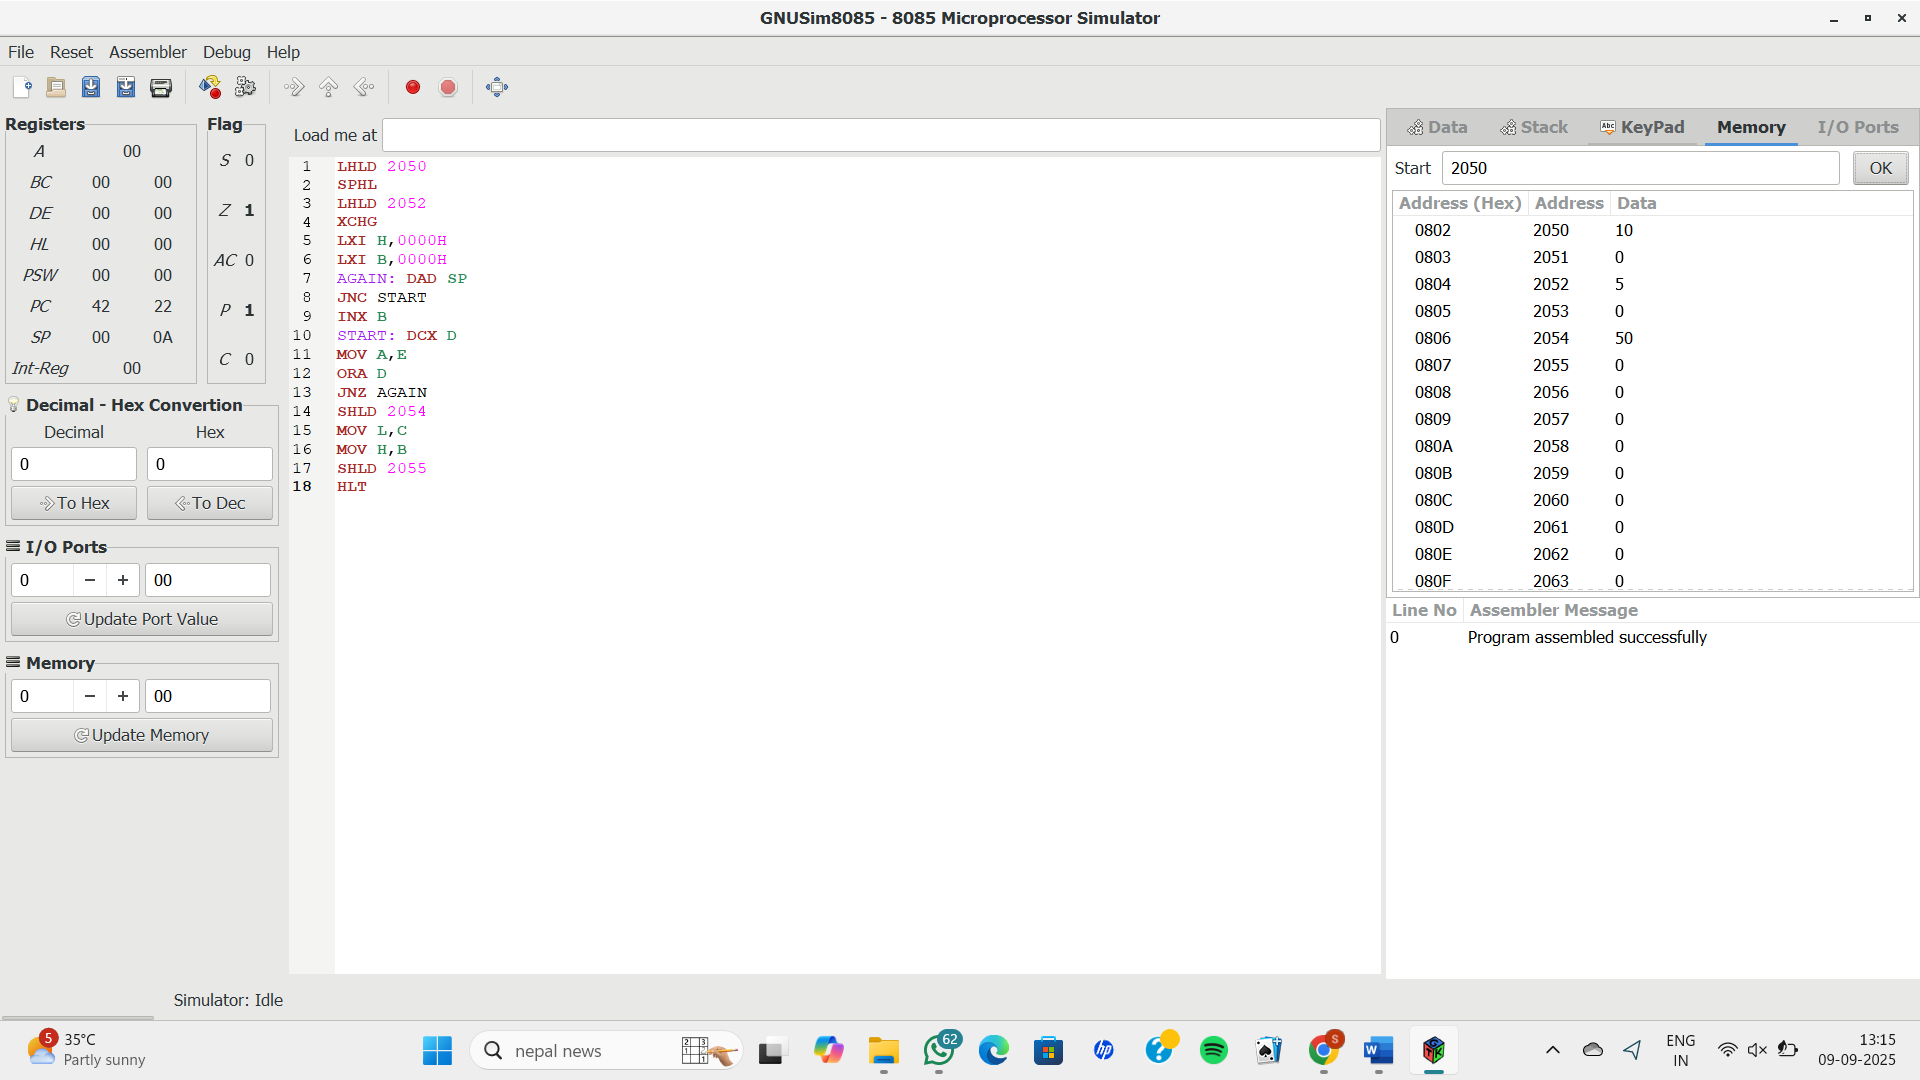 GNUSim8085 - 8085 Microprocessor Simulator
File Reset Assembler Debug Help
Registers
A 00
BC 00 00
DE 00 00
HL 00 00
PSW 00 00
PC 42 22
SP 00 0A
Int-Reg 00
Flag
S 0
Z 1
AC 0
P 1
C 0
Decimal - Hex Convertion
Decimal Hex
0 0
To Hex To Dec
I/O Ports
0 − + 00
Update Port Value
Memory
0 − + 00
Update Memory
Load me at
1 LHLD 2050
2 SPHL
3 LHLD 2052
4 XCHG
5 LXI H,0000H
6 LXI B,0000H
7 AGAIN: DAD SP
8 JNC START
9 INX B
10 START: DCX D
11 MOV A,E
12 ORA D
13 JNZ AGAIN
14 SHLD 2054
15 MOV L,C
16 MOV H,B
17 SHLD 2055
18 HLT
Data Stack Abc KeyPad Memory I/O Ports
Start 2050 OK
Address (Hex) Address Data
0802 2050 10
0803 2051 0
0804 2052 5
0805 2053 0
0806 2054 50
0807 2055 0
0808 2056 0
0809 2057 0
080A 2058 0
080B 2059 0
080C 2060 0
080D 2061 0
080E 2062 0
080F 2063 0
Line No Assembler Message
0 Program assembled successfully
Simulator: Idle
5 35°C
Partly sunny
nepal news
62
hp
?
S
W
ENG
IN
13:15
09-09-2025